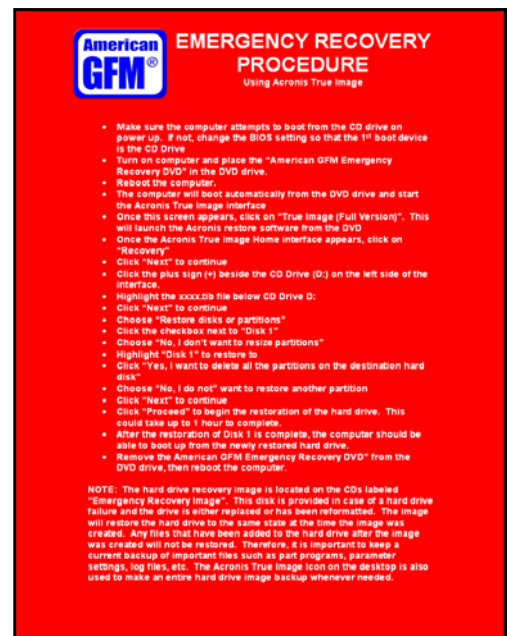 American
GFM®
EMERGENCY RECOVERY
PROCEDURE
Using Acronis True Image
• Make sure the computer attempts to boot from the CD drive on
power up. If not, change the BIOS setting so that the 1st boot device
is the CD Drive
• Turn on computer and place the "American GFM Emergency
Recovery DVD" in the DVD drive.
• Reboot the computer.
• The computer will boot automatically from the DVD drive and start
the Acronis True Image interface
• Once this screen appears, click on "True Image (Full Version)". This
will launch the Acronis restore software from the DVD
• Once the Acronis True Image Home interface appears, click on
"Recovery"
• Click "Next" to continue
• Click the plus sign (+) beside the CD Drive (D:) on the left side of the
interface.
• Highlight the xxxx.tib file below CD Drive D:
• Click "Next" to continue
• Choose "Restore disks or partitions"
• Click the checkbox next to "Disk 1"
• Choose "No, I don't want to resize partitions"
• Highlight "Disk 1" to restore to
• Click "Yes, I want to delete all the partitions on the destination hard
disk"
• Choose "No, I do not" want to restore another partition
• Click "Next" to continue
• Click "Proceed" to begin the restoration of the hard drive. This
could take up to 1 hour to complete.
• After the restoration of Disk 1 is complete, the computer should be
able to boot up from the newly restored hard drive.
• Remove the American GFM Emergency Recovery DVD" from the
DVD drive, then reboot the computer.
NOTE: The hard drive recovery image is located on the CDs labeled
"Emergency Recovery Image". This disk is provided in case of a hard drive
failure and the drive is either replaced or has been reformatted. The image
will restore the hard drive to the same state at the time the image was
created. Any files that have been added to the hard drive after the image
was created will not be restored. Therefore, it is important to keep a
current backup of important files such as part programs, parameter
settings, log files, etc. The Acronis True Image Icon on the desktop is also
used to make an entire hard drive image backup whenever needed.